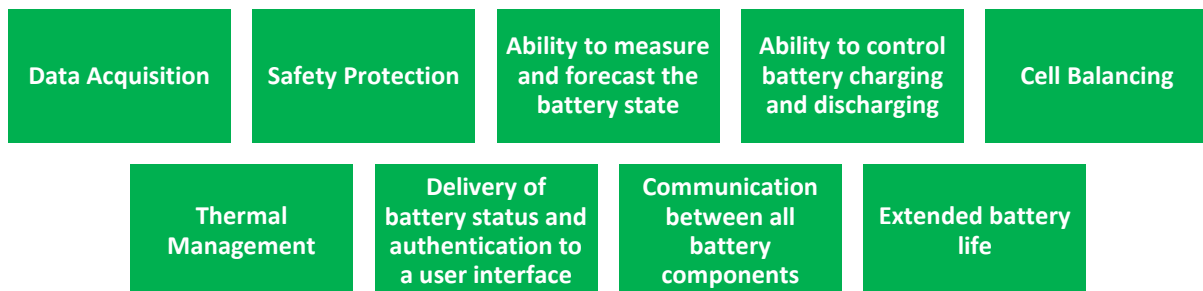 Data Acquisition
Safety Protection
Ability to measure
and forecast the
battery state
Ability to control
battery charging
and discharging
Cell Balancing
Thermal
Management
Delivery of
battery status and
authentication to
a user interface
Communication
between all
battery
components
Extended battery
life